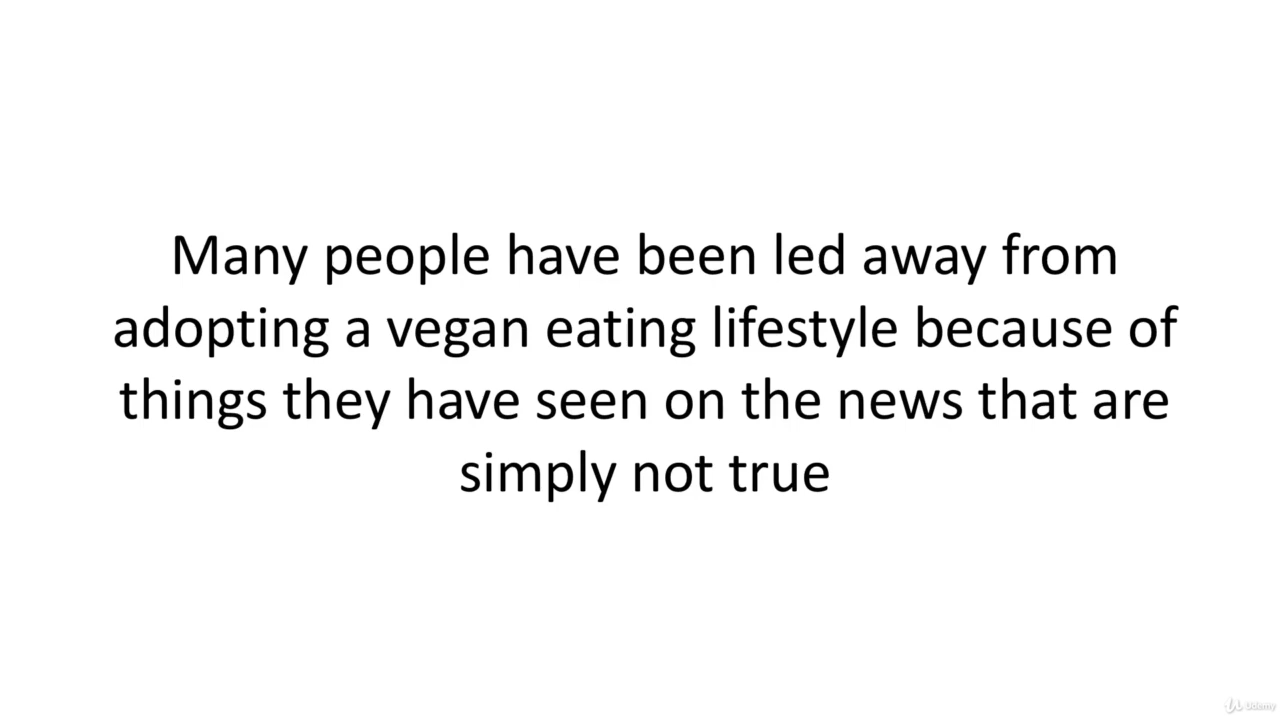 Many people have been led away from
adopting a vegan eating lifestyle because of
things they have seen on the news that are
simply not true
Udemy